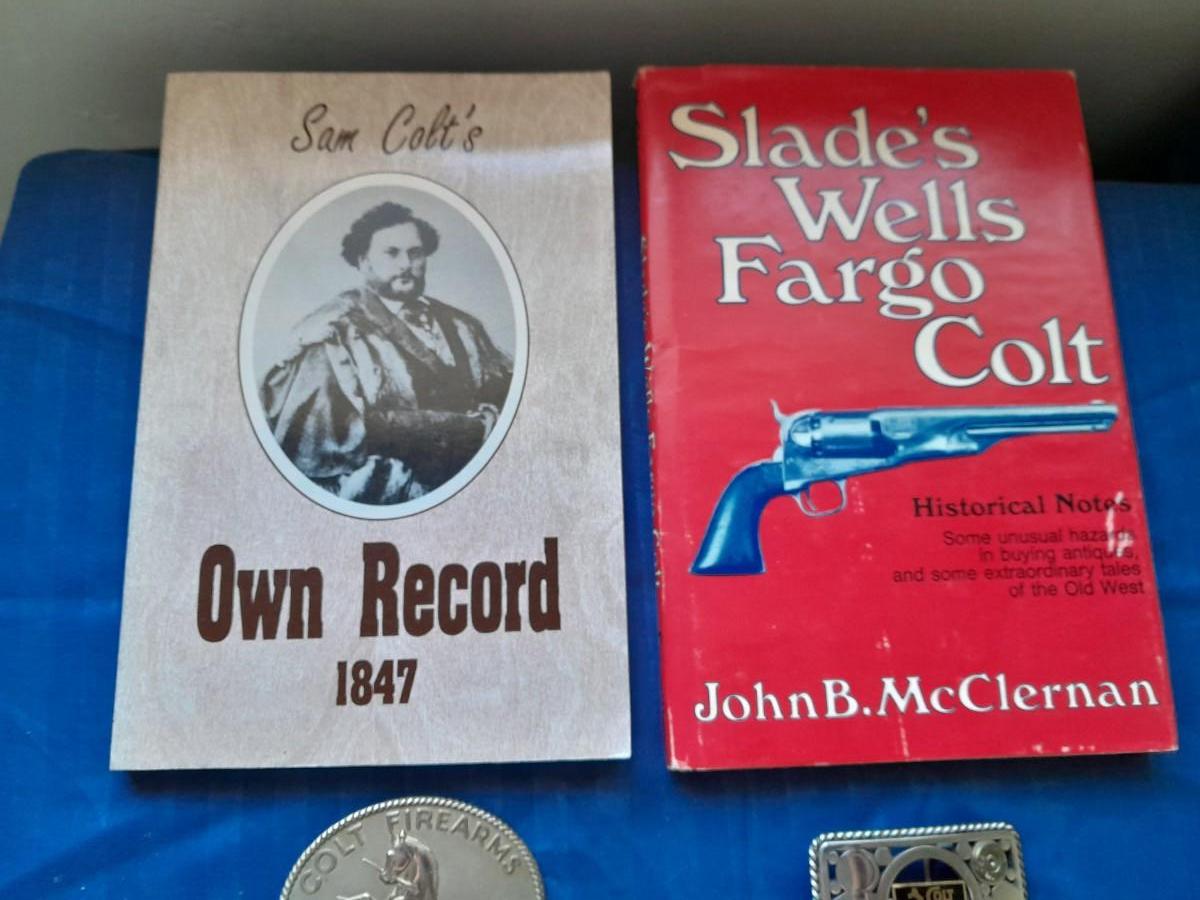 Sam Colt's
Own Record
1847
Slade's
Wells
Fargo
Colt
Historical Notes
Some unusual hazards
in buying antiques,
and some extraordinary tales
of the Old West
John B. McClernan
COLT FIREARMS
COLT